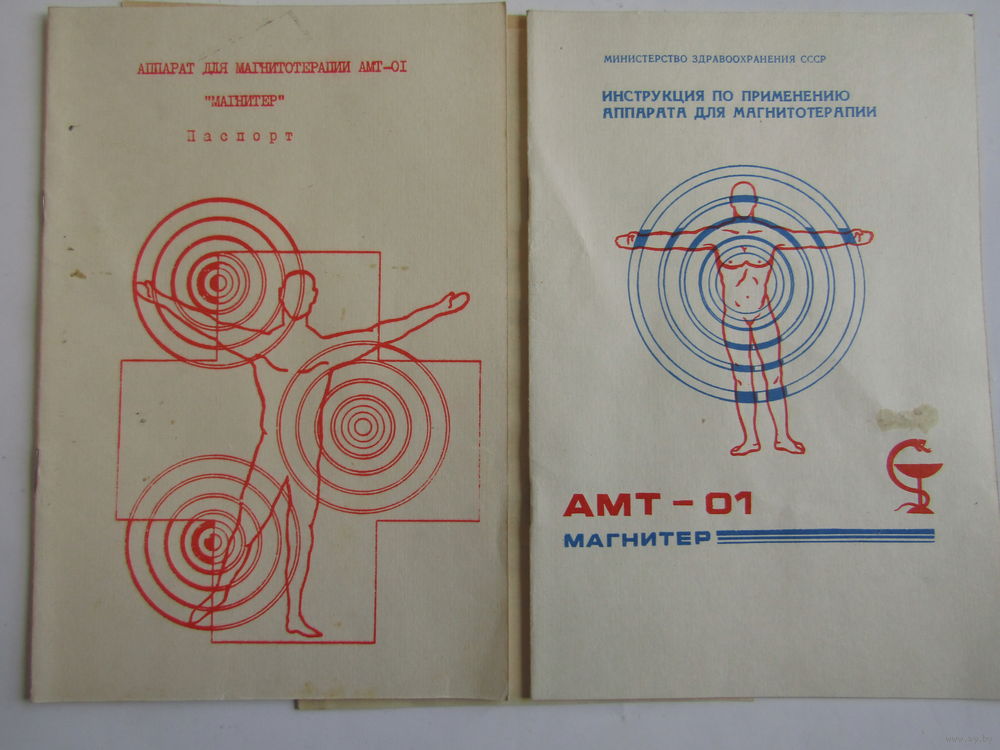 АППАРАТ ДЛЯ МАГНИТОТЕРАПИИ АМТ-01
"МАГНИТЕР"
Паспорт
МИНИСТЕРСТВО ЗДРАВООХРАНЕНИЯ СССР
ИНСТРУКЦИЯ ПО ПРИМЕНЕНИЮ
АППАРАТА ДЛЯ МАГНИТОТЕРАПИИ
АМТ - 01
МАГНИТЕР